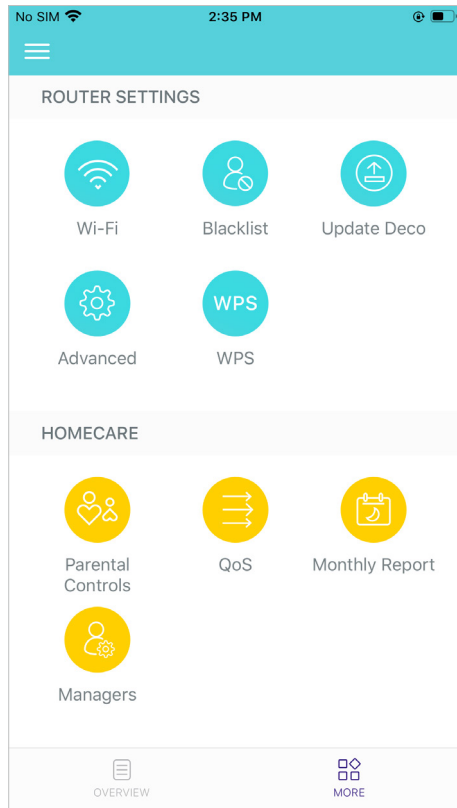 No SIM 2:35 PM
ROUTER SETTINGS
Wi-Fi Blacklist Update Deco
WPS
Advanced WPS
HOMECARE
Parental Controls QoS Monthly Report
Managers
OVERVIEW MORE